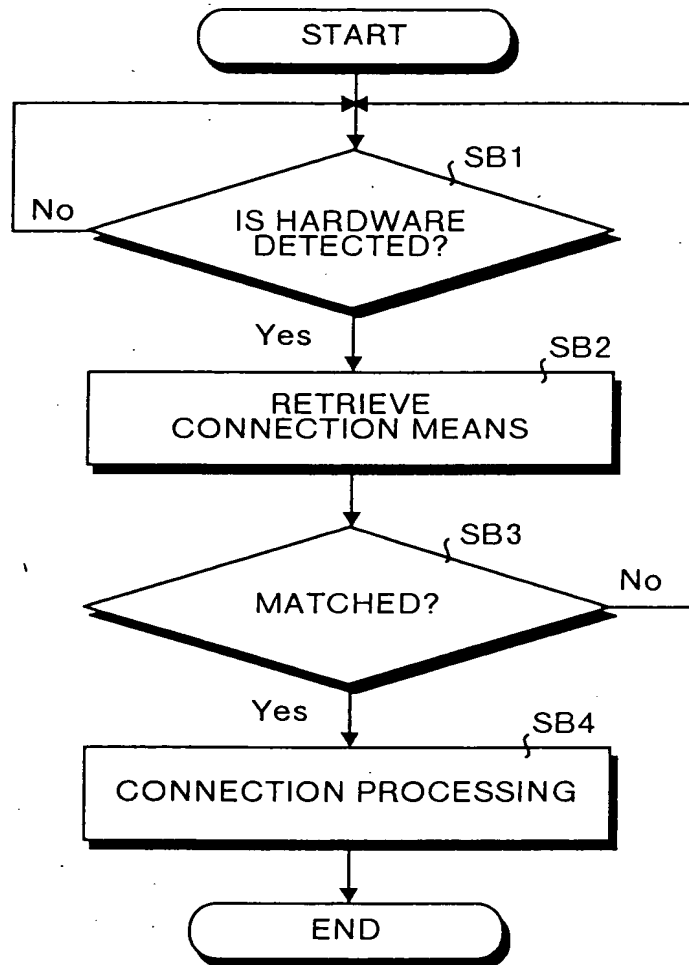 START
SB1
No
IS HARDWARE
DETECTED?
Yes
SB2
RETRIEVE
CONNECTION MEANS
SB3
No
MATCHED?
Yes
SB4
CONNECTION PROCESSING
END